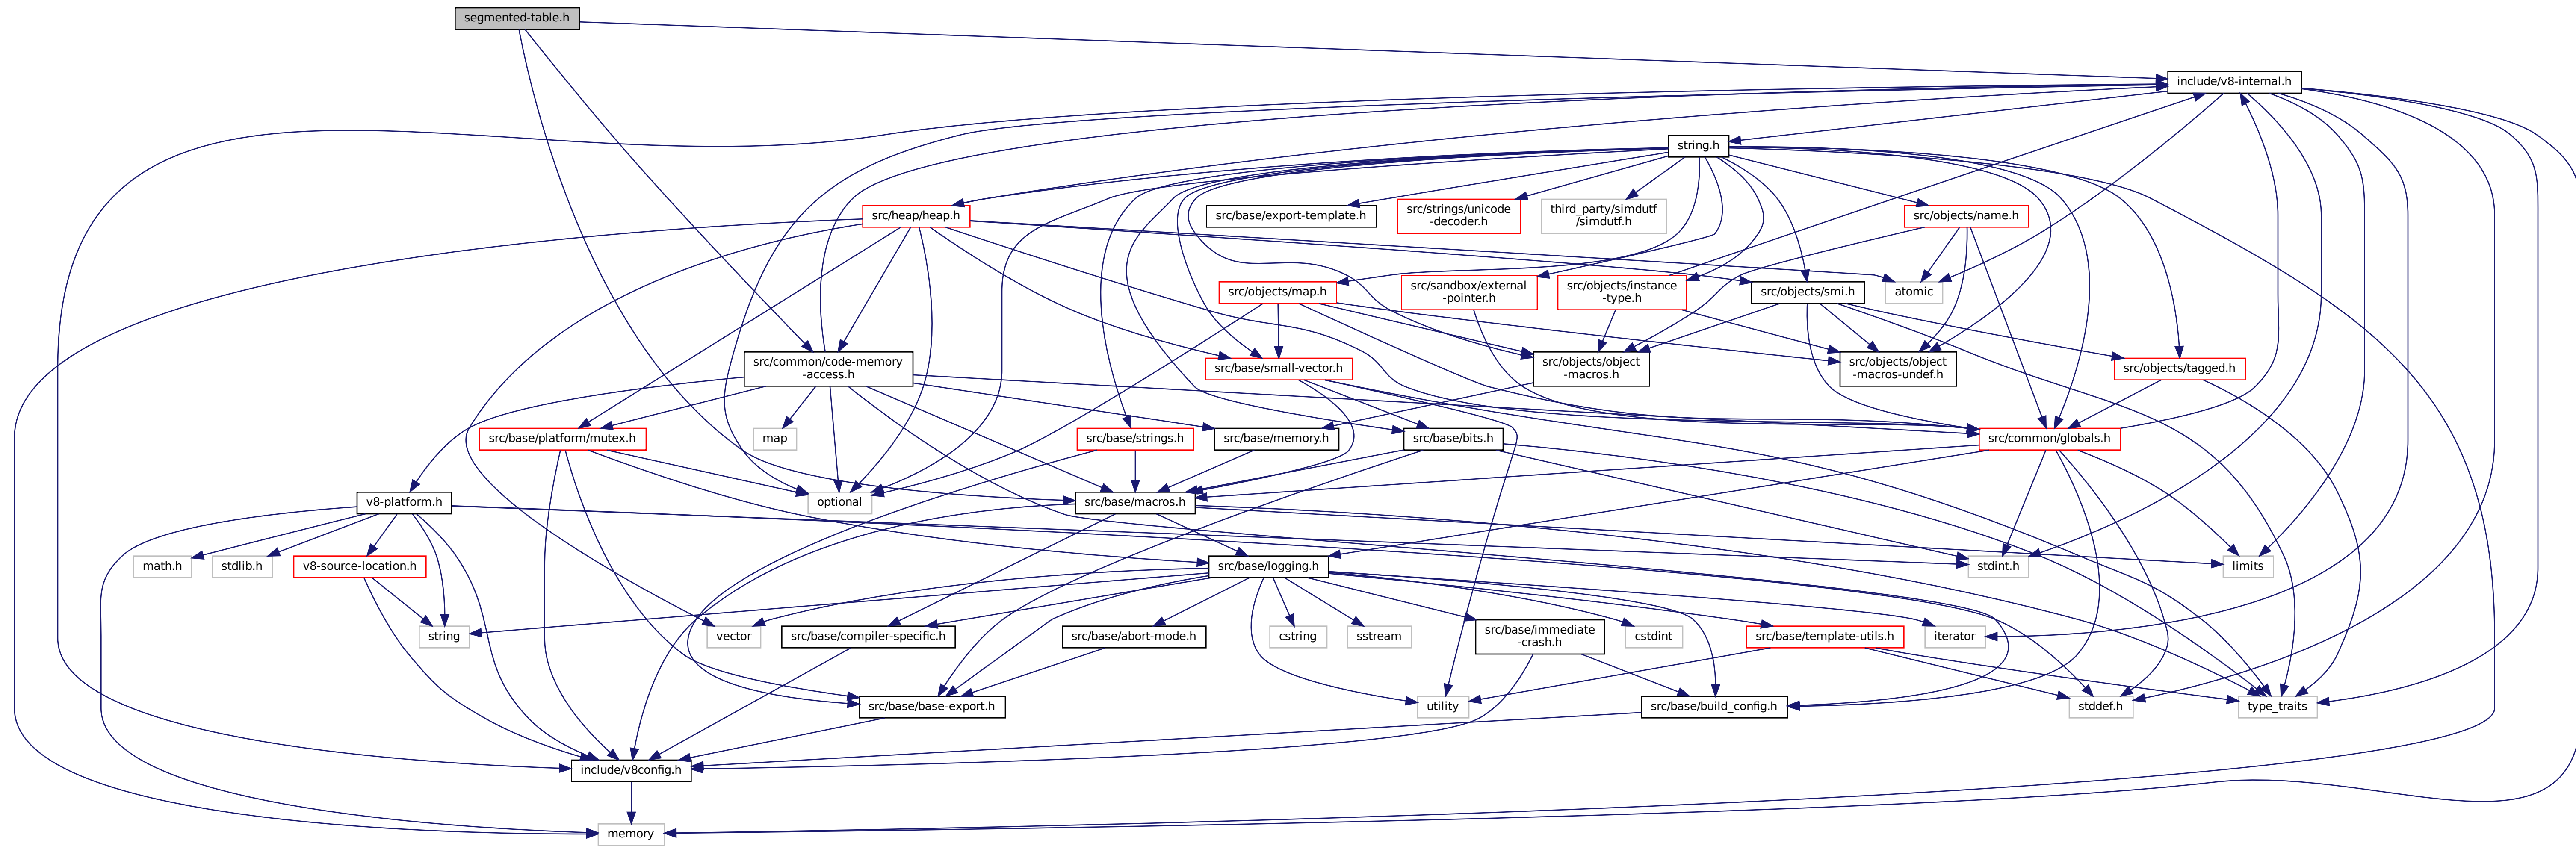 segmented-table.h
include/v8-internal.h
string.h
src/heap/heap.h
src/base/export-template.h
src/strings/unicode
-decoder.h
third_party/simdutf
/simdutf.h
src/objects/name.h
src/objects/map.h
src/sandbox/external
-pointer.h
src/objects/instance
-type.h
src/objects/smi.h
atomic
src/common/code-memory
-access.h
src/base/small-vector.h
src/objects/object
-macros.h
src/objects/object
-macros-undef.h
src/objects/tagged.h
src/base/platform/mutex.h
map
src/base/strings.h
src/base/memory.h
src/base/bits.h
src/common/globals.h
v8-platform.h
optional
src/base/macros.h
math.h
stdlib.h
v8-source-location.h
src/base/logging.h
stdint.h
limits
string
vector
src/base/compiler-specific.h
src/base/abort-mode.h
cstring
sstream
src/base/immediate
-crash.h
cstdint
src/base/template-utils.h
iterator
src/base/base-export.h
utility
src/base/build_config.h
stddef.h
type_traits
include/v8config.h
memory